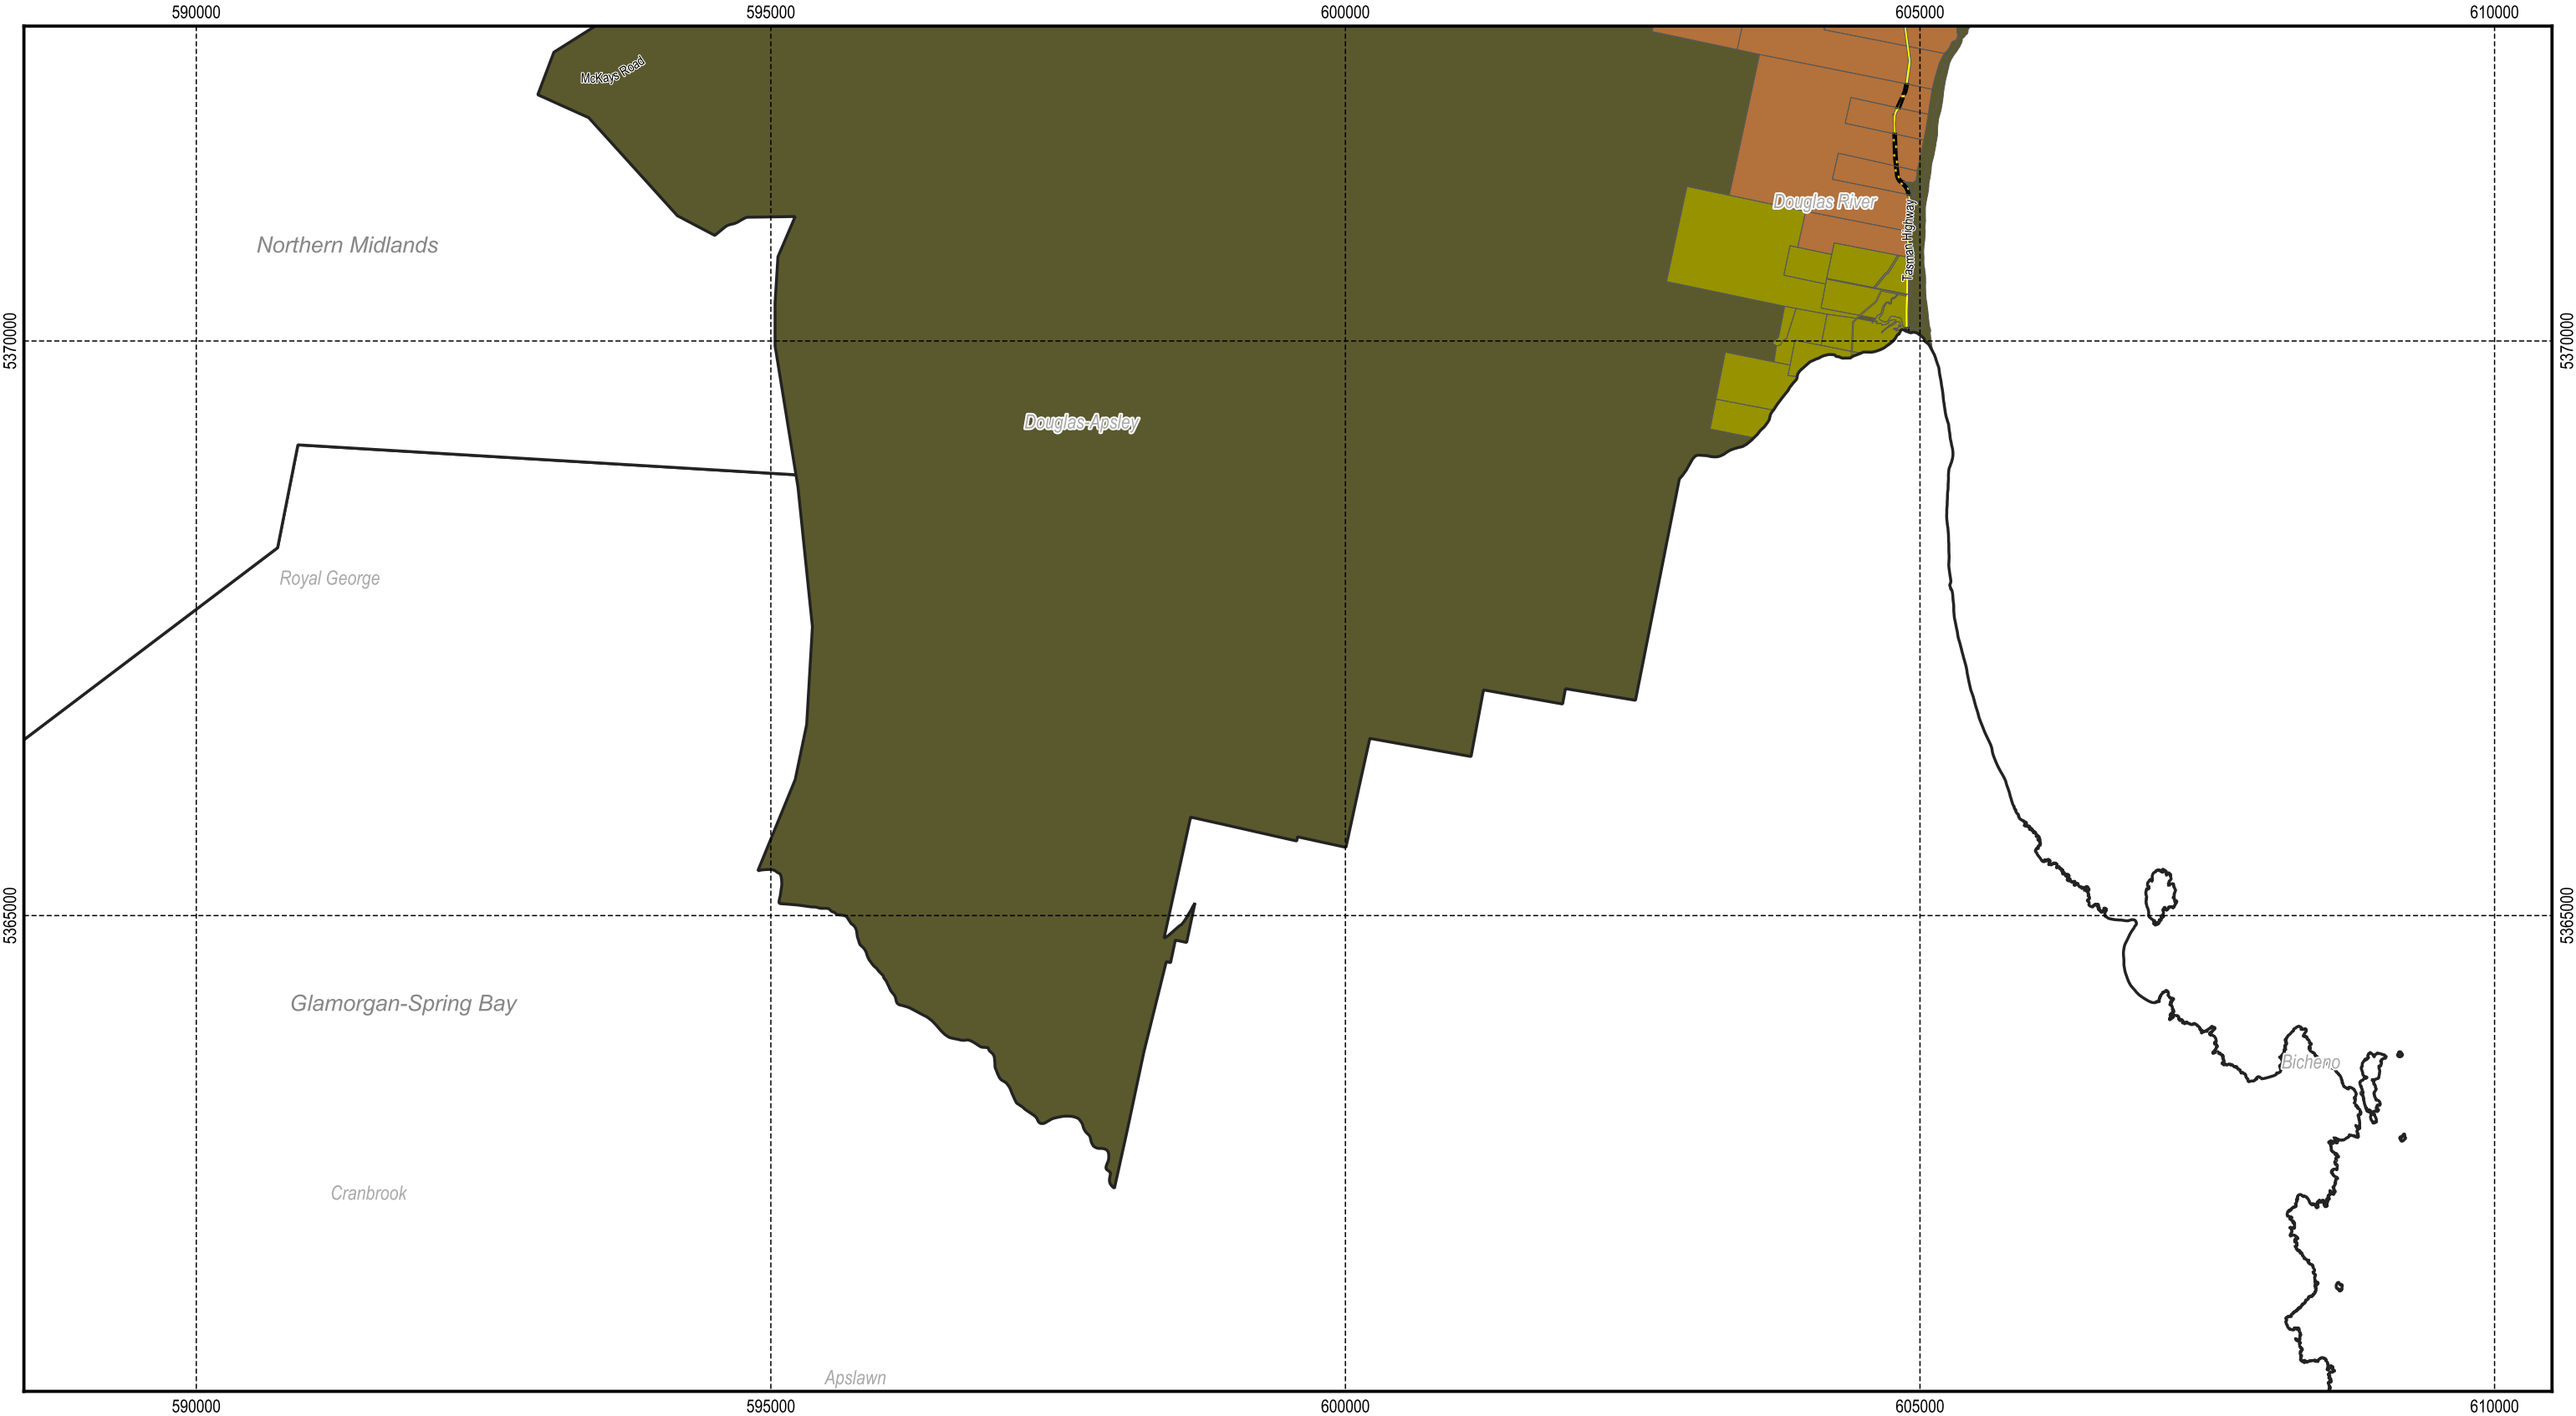 590000
595000
600000
605000
610000
McKays Road
Douglas River
Tasman Highway
Northern Midlands
5370000
5370000
Douglas-Apsley
Royal George
5365000
5365000
Glamorgan-Spring Bay
Bicheno
Cranbrook
Apslawn
590000
595000
600000
605000
610000